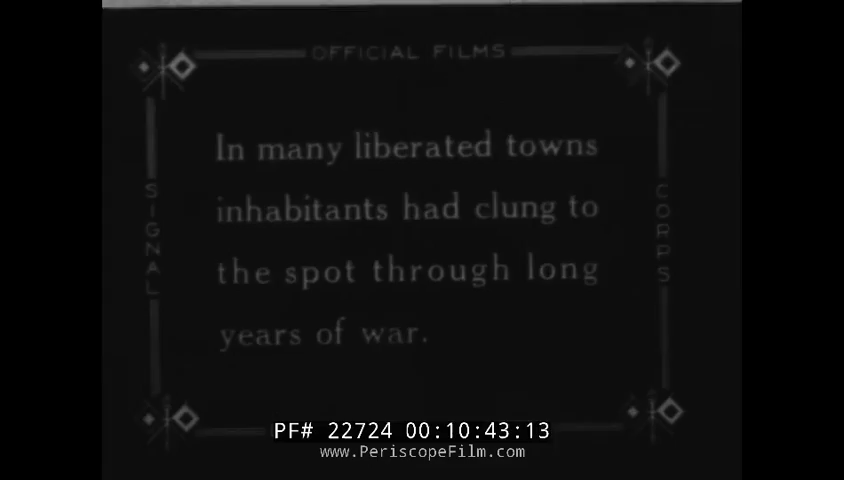 OFFICIAL FILMS
SIGNAL
CORPS
In many liberated towns
inhabitants had clung to
the spot through long
years of war.
PF# 22724 00:10:43:13
www.PeriscopeFilm.com